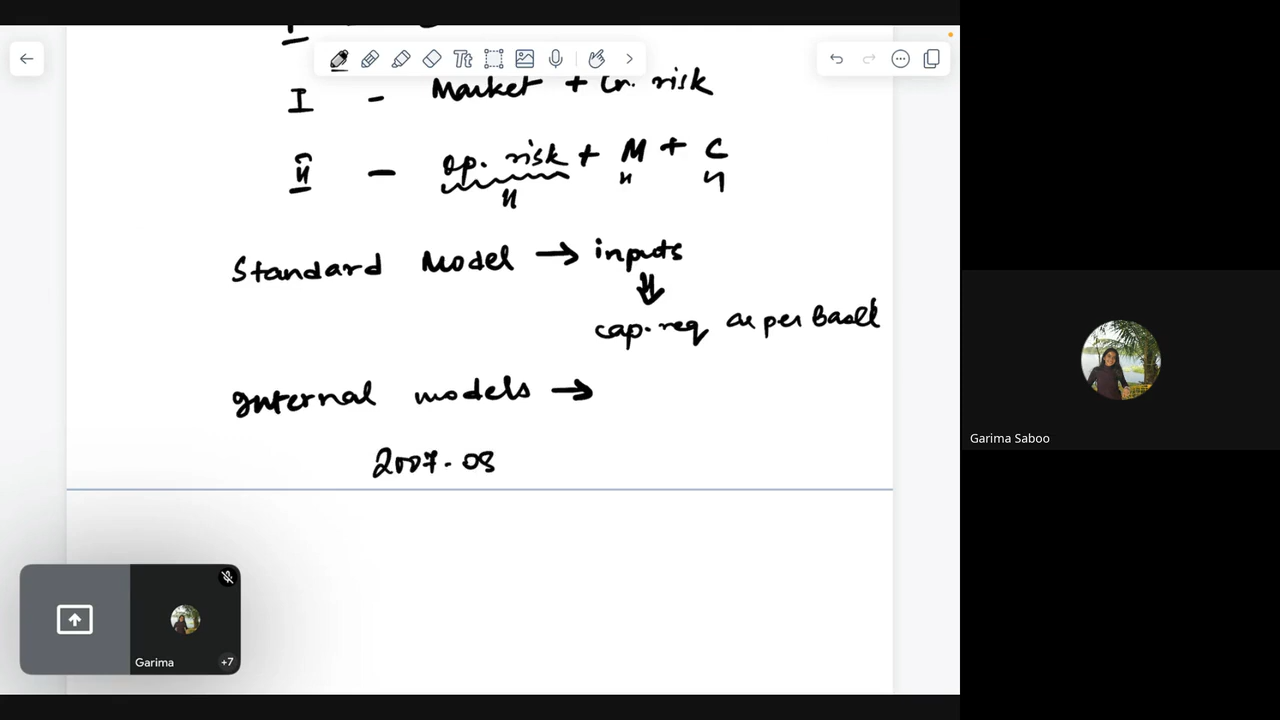 I - Market + Cr. risk
II - op. risk + M + C
Standard Model → inputs
cap. req as per Basel
Internal models →
2007-08
Tt
Garima Saboo
Garima
+7